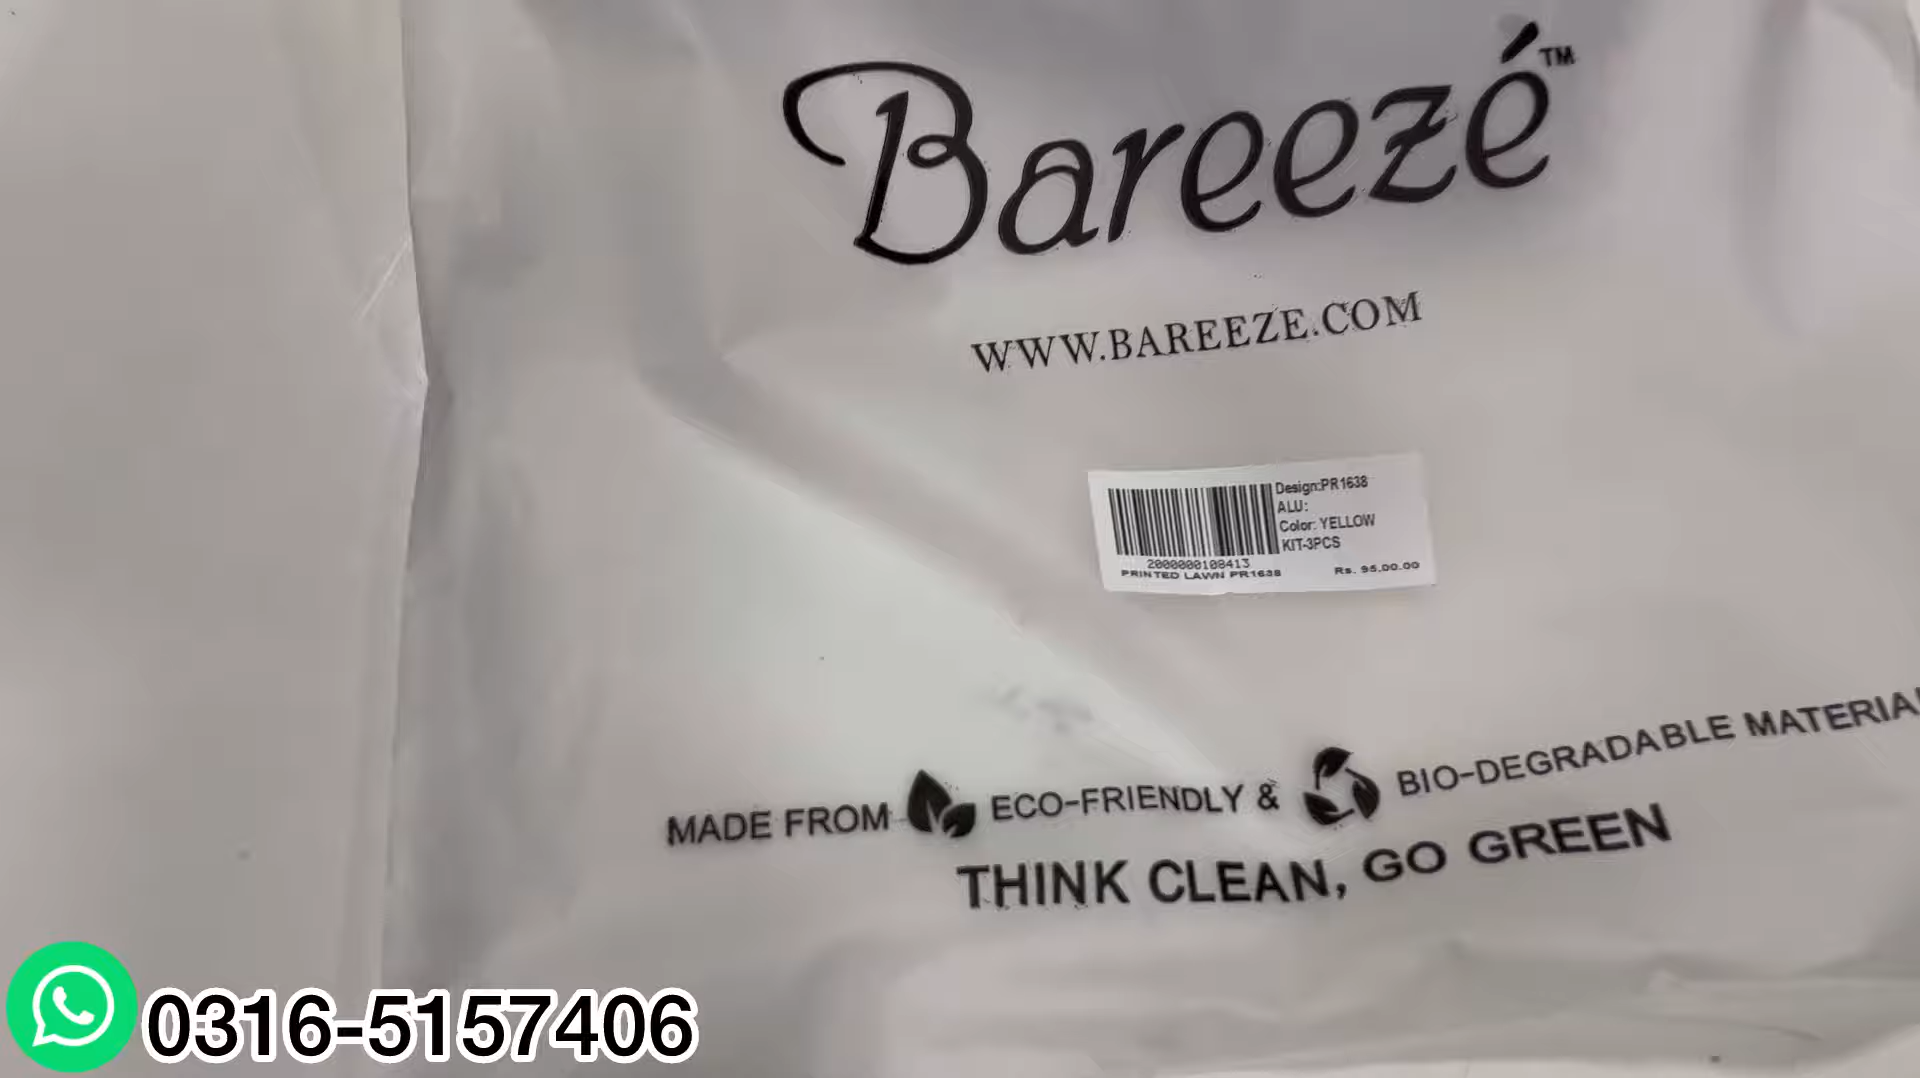 Bareezé™
WWW.BAREEZE.COM
Design:PR1638
ALU:
Color: YELLOW
KIT-3PCS
2000000108413
PRINTED LAWN PR1638 Rs. 95,00.00
MADE FROM ECO-FRIENDLY & BIO-DEGRADABLE MATERIAL
THINK CLEAN, GO GREEN
0316-5157406